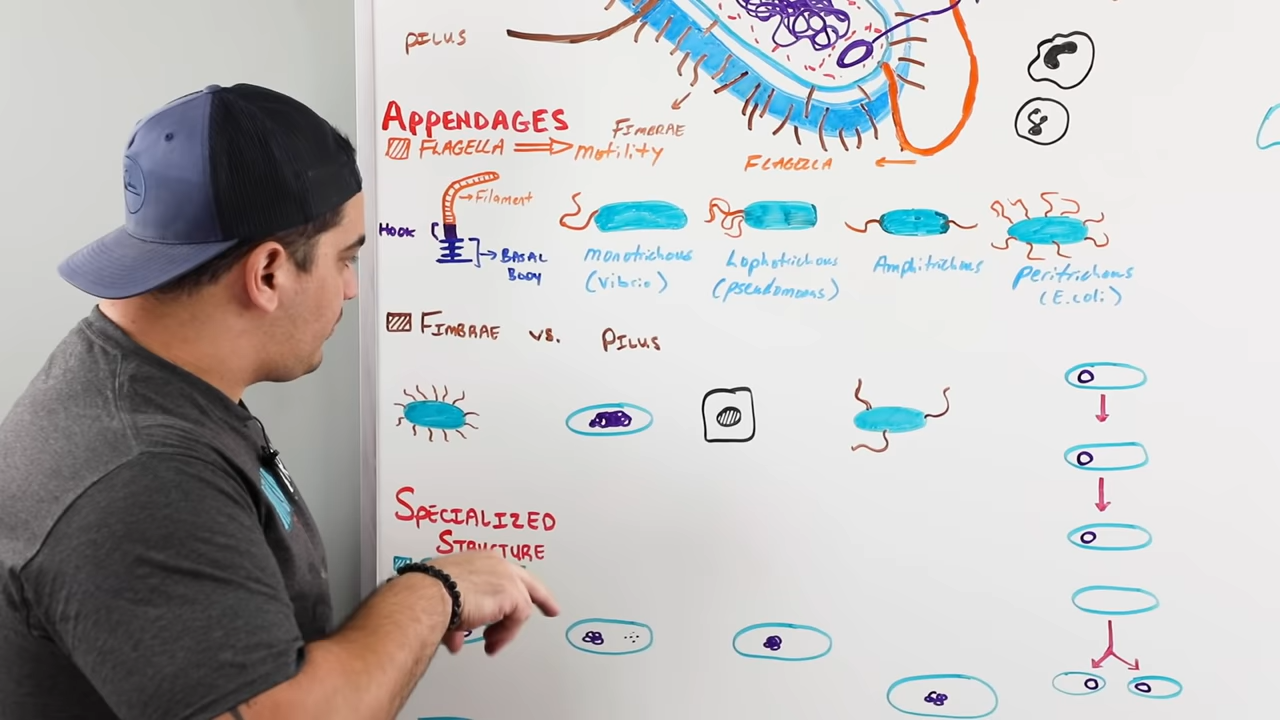 PILUS
APPENDAGES
FIMBRAE
FLAGELLA
Motility
FLAGELLA
Filament
HOOK
BASAL
BODY
Monotrichous
(vibrio)
Lophotrichous
(pseudomonas)
Amphitrichous
Peritrichous
(E.coli)
FIMBRAE vs. PILUS
SPECIALIZED
STRUCTURE